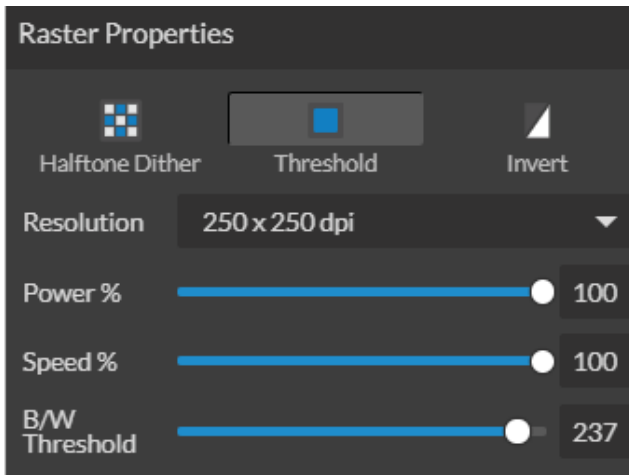 Raster Properties
Halftone Dither Threshold Invert
Resolution 250 x 250 dpi
Power % 100
Speed % 100
B/W
Threshold 237